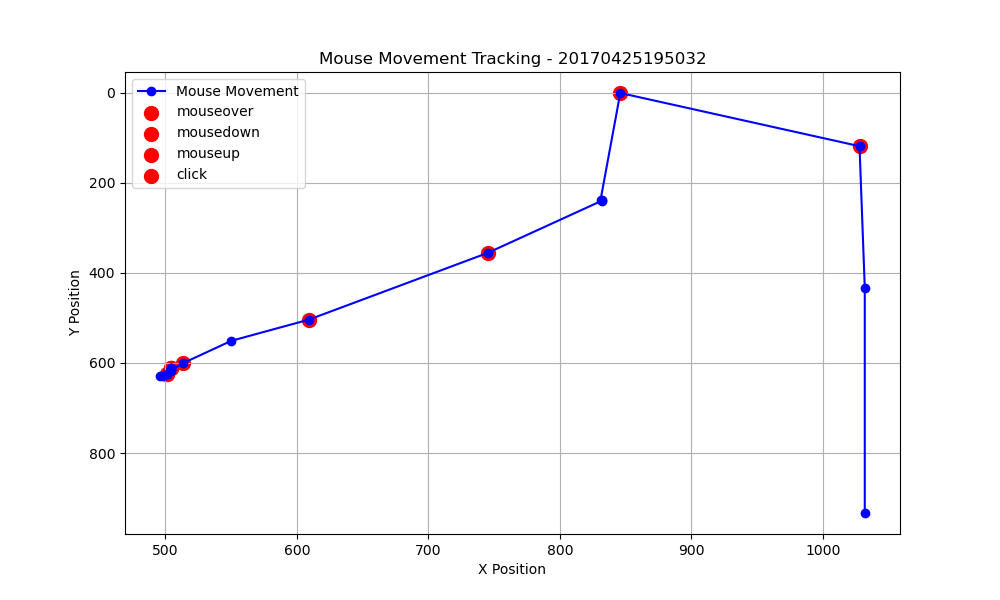 Mouse Movement Tracking - 20170425195032
Mouse Movement
mouseover
mousedown
mouseup
click
0
200
400
600
800
Y Position
500 600 700 800 900 1000
X Position